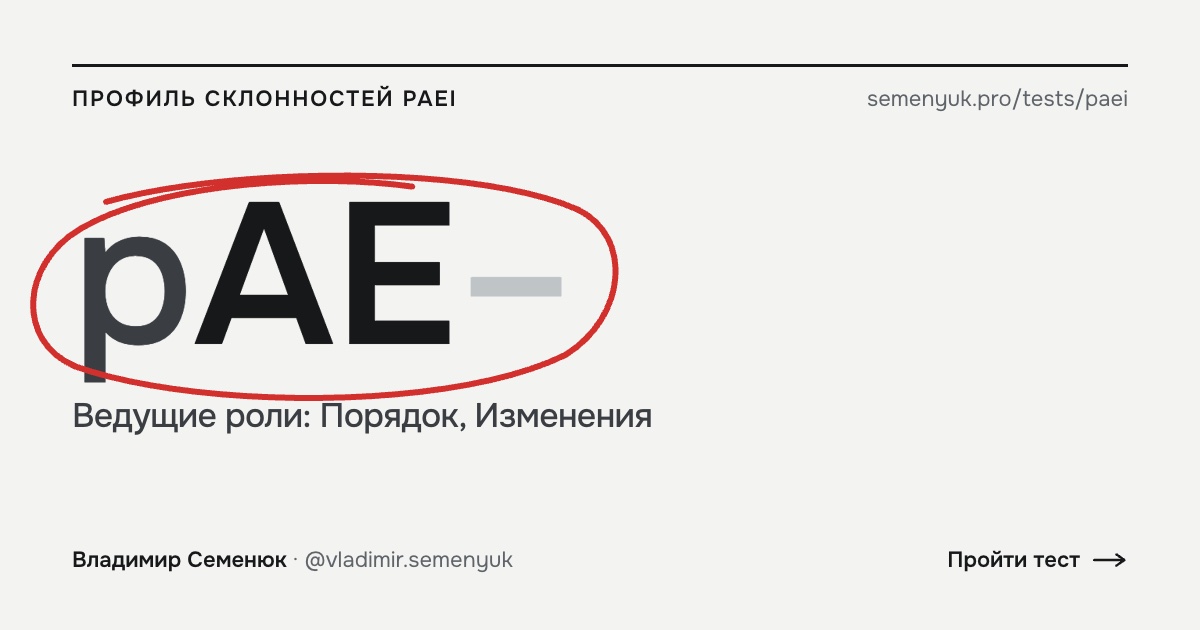 ПРОФИЛЬ СКЛОННОСТЕЙ PAEI
semenyuk.pro/tests/paei
pAE–
Ведущие роли: Порядок, Изменения
Владимир Семенюк · @vladimir.semenyuk
Пройти тест →